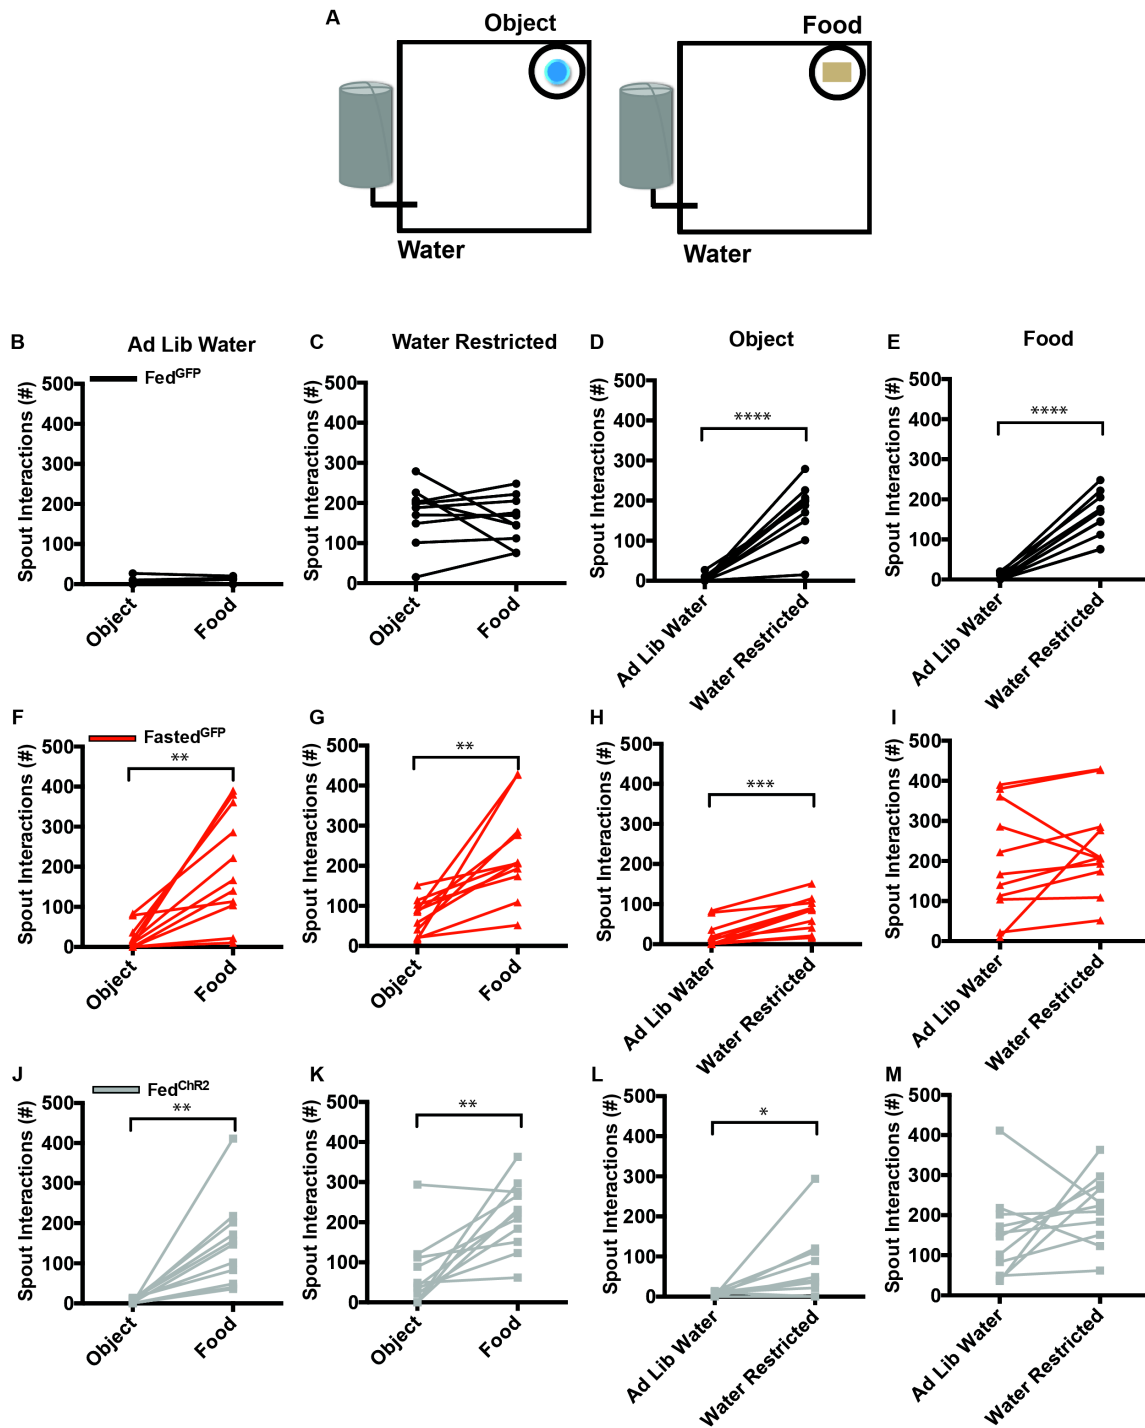 A
Object
Food
Water
Water
B
Ad Lib Water
C
Water Restricted
D
Object
E
Food
Fed^GFP
Spout Interactions (#)
500
400
300
200
100
0
Object
Food
Spout Interactions (#)
500
400
300
200
100
0
Object
Food
Spout Interactions (#)
500
400
300
200
100
0
****
Ad Lib Water
Water Restricted
Spout Interactions (#)
500
400
300
200
100
0
****
Ad Lib Water
Water Restricted
F
Fasted^GFP
Spout Interactions (#)
500
400
300
200
100
0
**
Object
Food
G
Spout Interactions (#)
500
400
300
200
100
0
**
Object
Food
H
Spout Interactions (#)
500
400
300
200
100
0
***
Ad Lib Water
Water Restricted
I
Spout Interactions (#)
500
400
300
200
100
0
Ad Lib Water
Water Restricted
J
Fed^ChR2
Spout Interactions (#)
500
400
300
200
100
0
**
Object
Food
K
Spout Interactions (#)
500
400
300
200
100
0
**
Object
Food
L
Spout Interactions (#)
500
400
300
200
100
0
*
Ad Lib Water
Water Restricted
M
Spout Interactions (#)
500
400
300
200
100
0
Ad Lib Water
Water Restricted